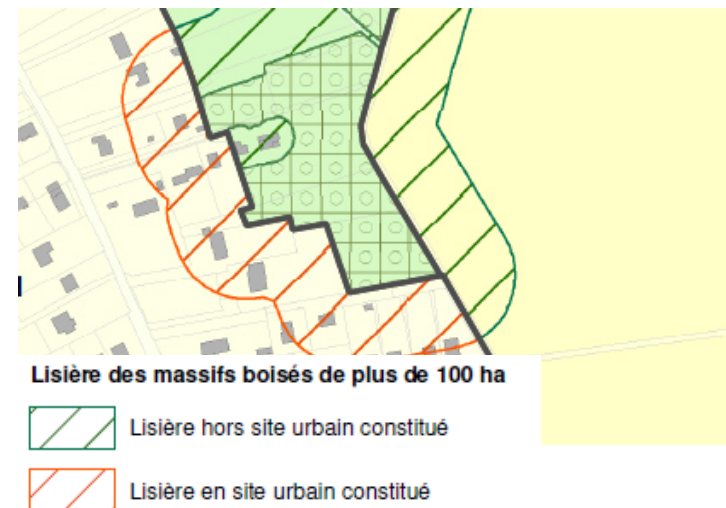 Lisière des massifs boisés de plus de 100 ha
Lisière hors site urbain constitué
Lisière en site urbain constitué